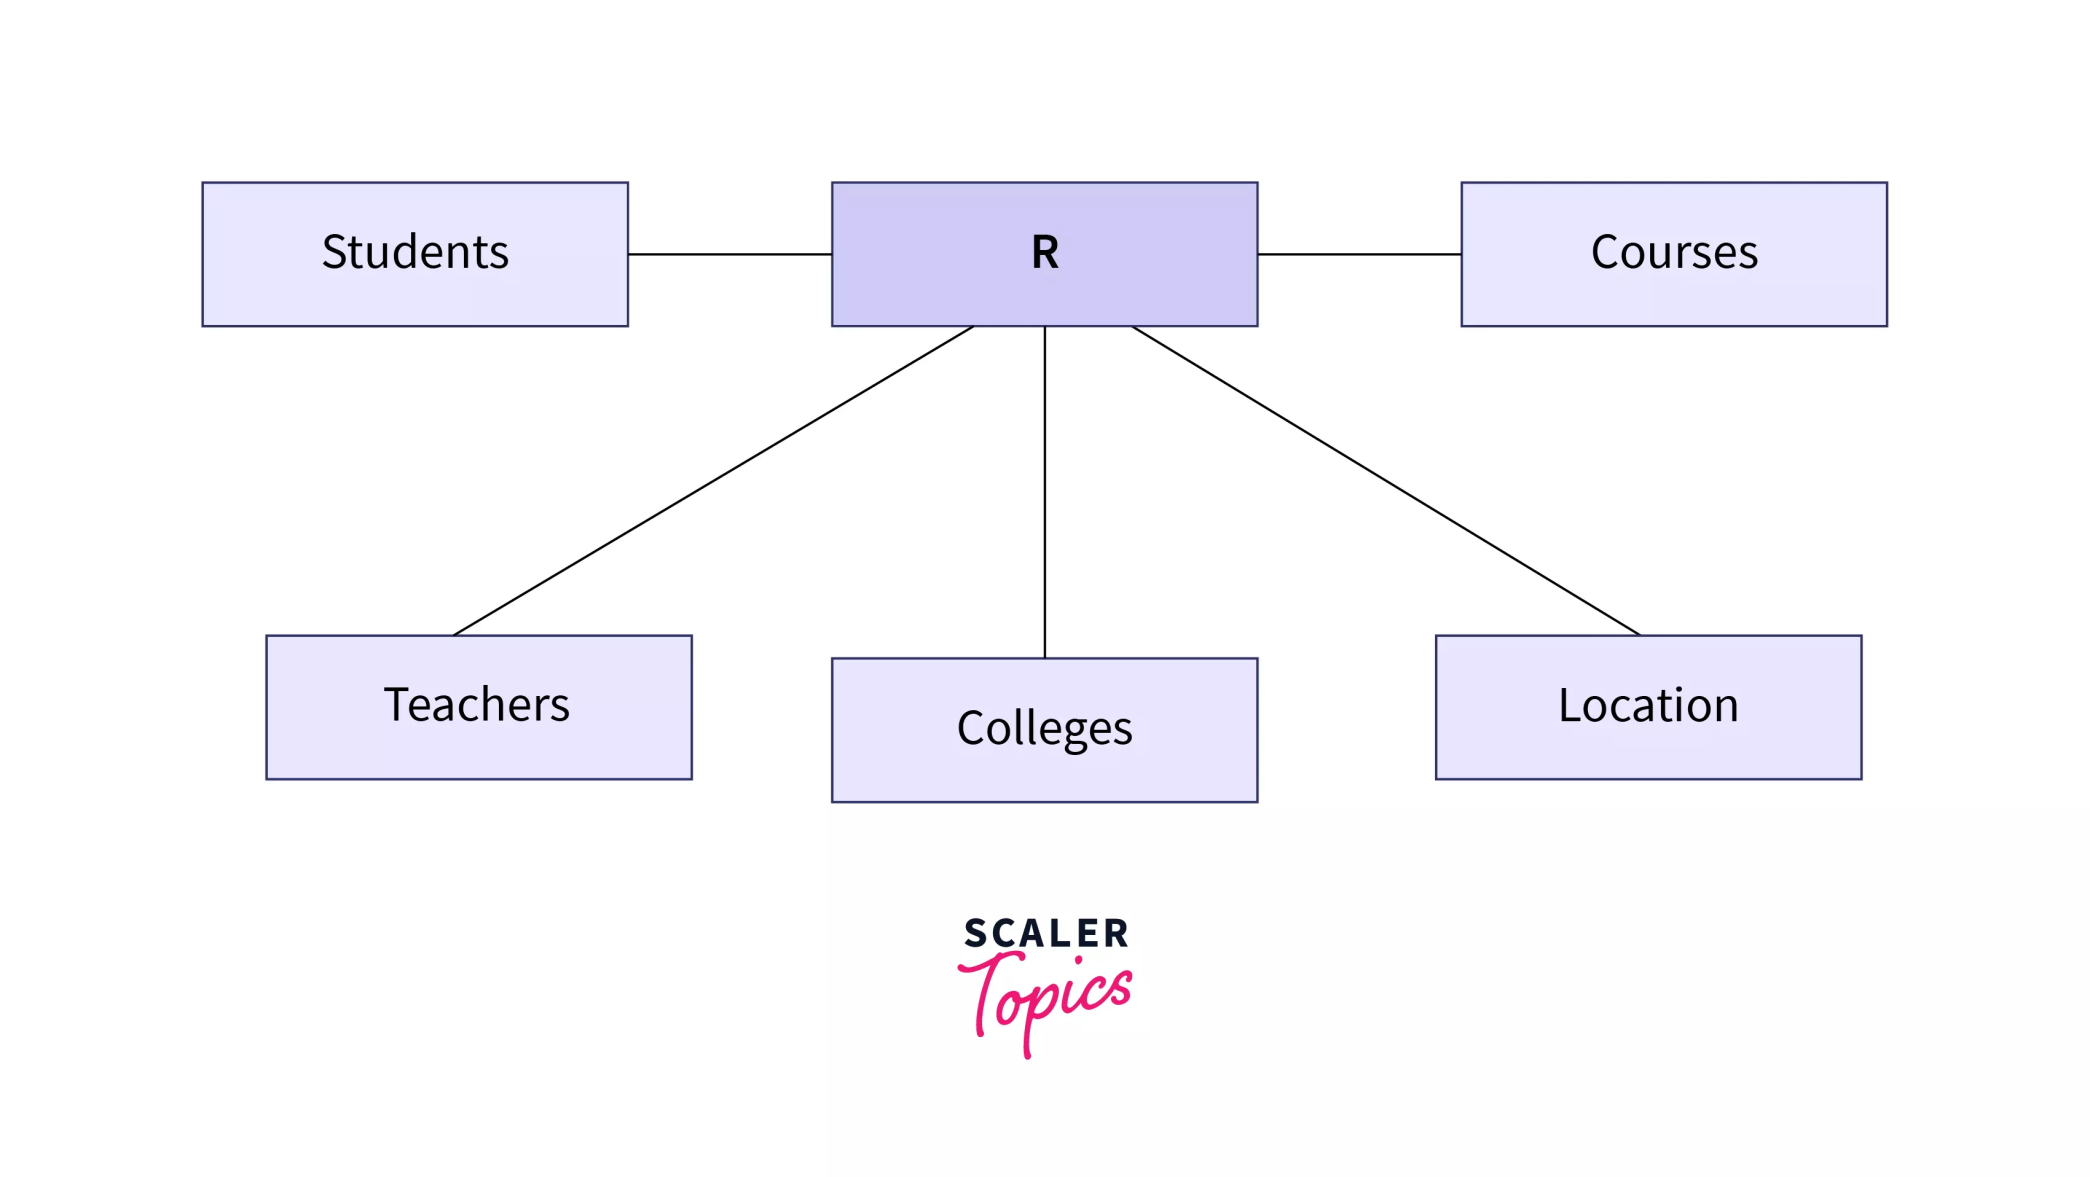 Students
R
Courses
Teachers
Colleges
Location
SCALER
Topics